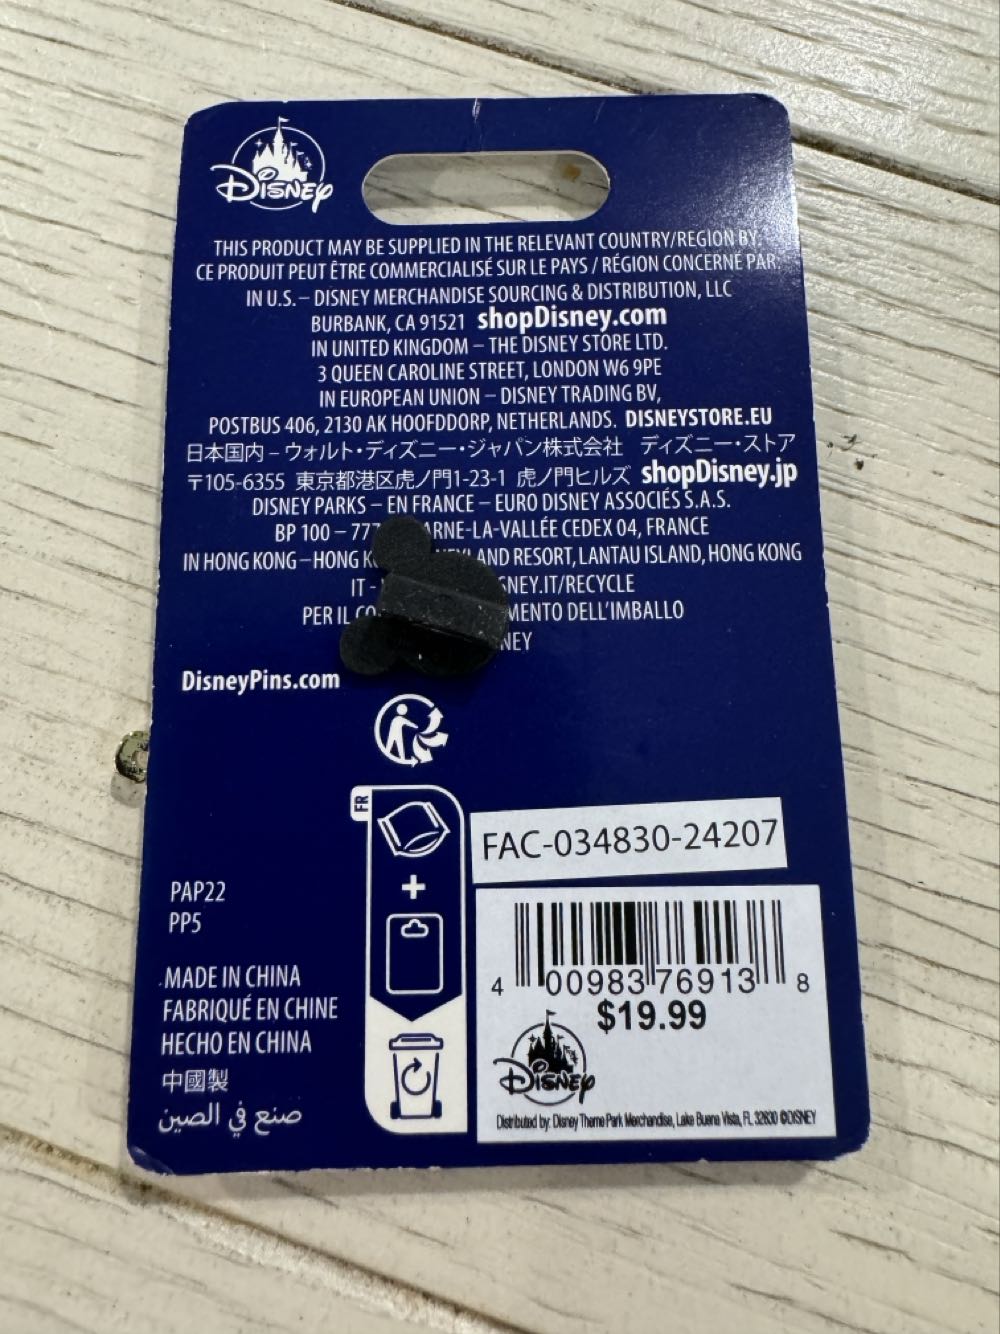 DISNEY
THIS PRODUCT MAY BE SUPPLIED IN THE RELEVANT COUNTRY/REGION BY:
CE PRODUIT PEUT ÊTRE COMMERCIALISÉ SUR LE PAYS / RÉGION CONCERNÉ PAR:
IN U.S. – DISNEY MERCHANDISE SOURCING & DISTRIBUTION, LLC
BURBANK, CA 91521 shopDisney.com
IN UNITED KINGDOM – THE DISNEY STORE LTD.
3 QUEEN CAROLINE STREET, LONDON W6 9PE
IN EUROPEAN UNION – DISNEY TRADING BV,
POSTBUS 406, 2130 AK HOOFDDORP, NETHERLANDS. DISNEYSTORE.EU
日本国内 – ウォルト・ディズニー・ジャパン株式会社 ディズニー・ストア
〒105-6355 東京都港区虎ノ門1-23-1 虎ノ門ヒルズ shopDisney.jp
DISNEY PARKS – EN FRANCE – EURO DISNEY ASSOCIÉS S.A.S.
BP 100 – 777 ARNE-LA-VALLÉE CEDEX 04, FRANCE
IN HONG KONG – HONG K NEYLAND RESORT, LANTAU ISLAND, HONG KONG
IT - SNEY.IT/RECYCLE
PER IL CO MENTO DELL'IMBALLO
NEY
DisneyPins.com
FR
FAC-034830-24207
PAP22
PP5
MADE IN CHINA
FABRIQUÉ EN CHINE
HECHO EN CHINA
中國製
صنع في الصين
4 00983 76913 8
$19.99
DISNEY
Distributed by: Disney Theme Park Merchandise, Lake Buena Vista, FL 32830 ©DISNEY